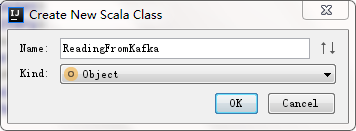 Create New Scala Class
Name: ReadingFromKafka
Kind: Object
OK Cancel